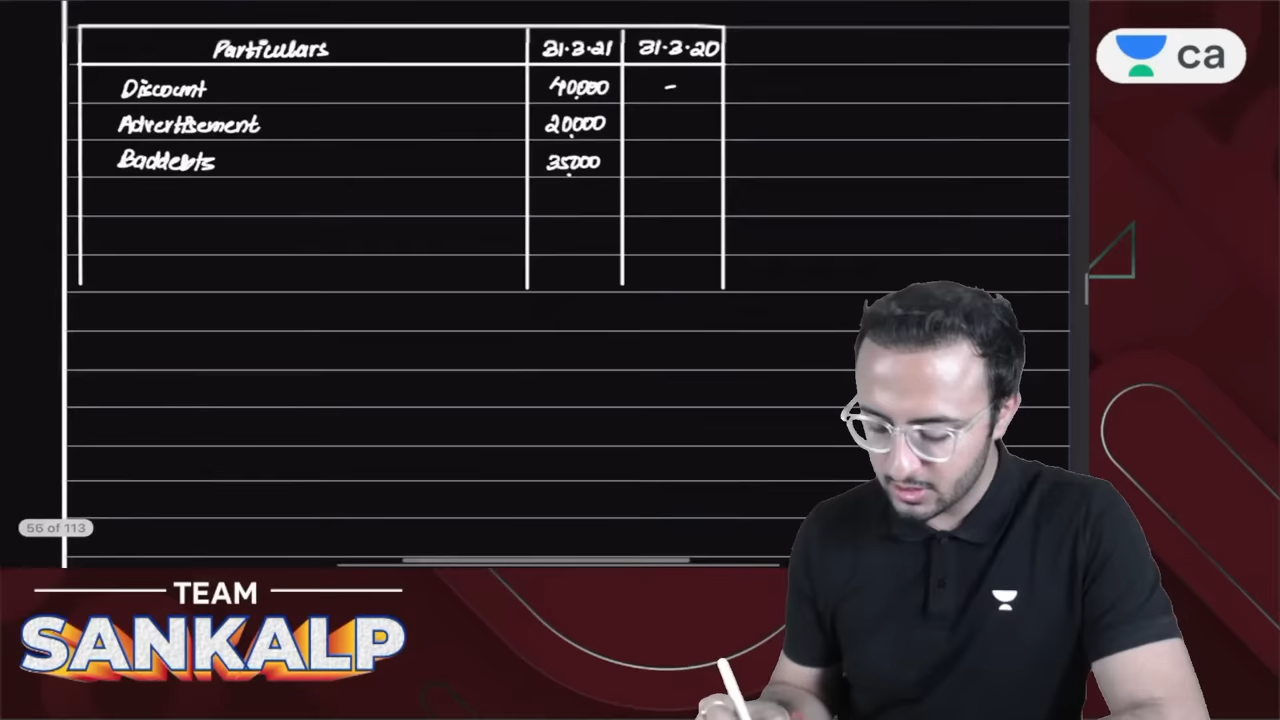 Particulars 31·3·21 31·3·20
Discount 40,000 -
Advertisement 20,000
Baddebts 35,000
56 of 113
ca
TEAM
SANKALP